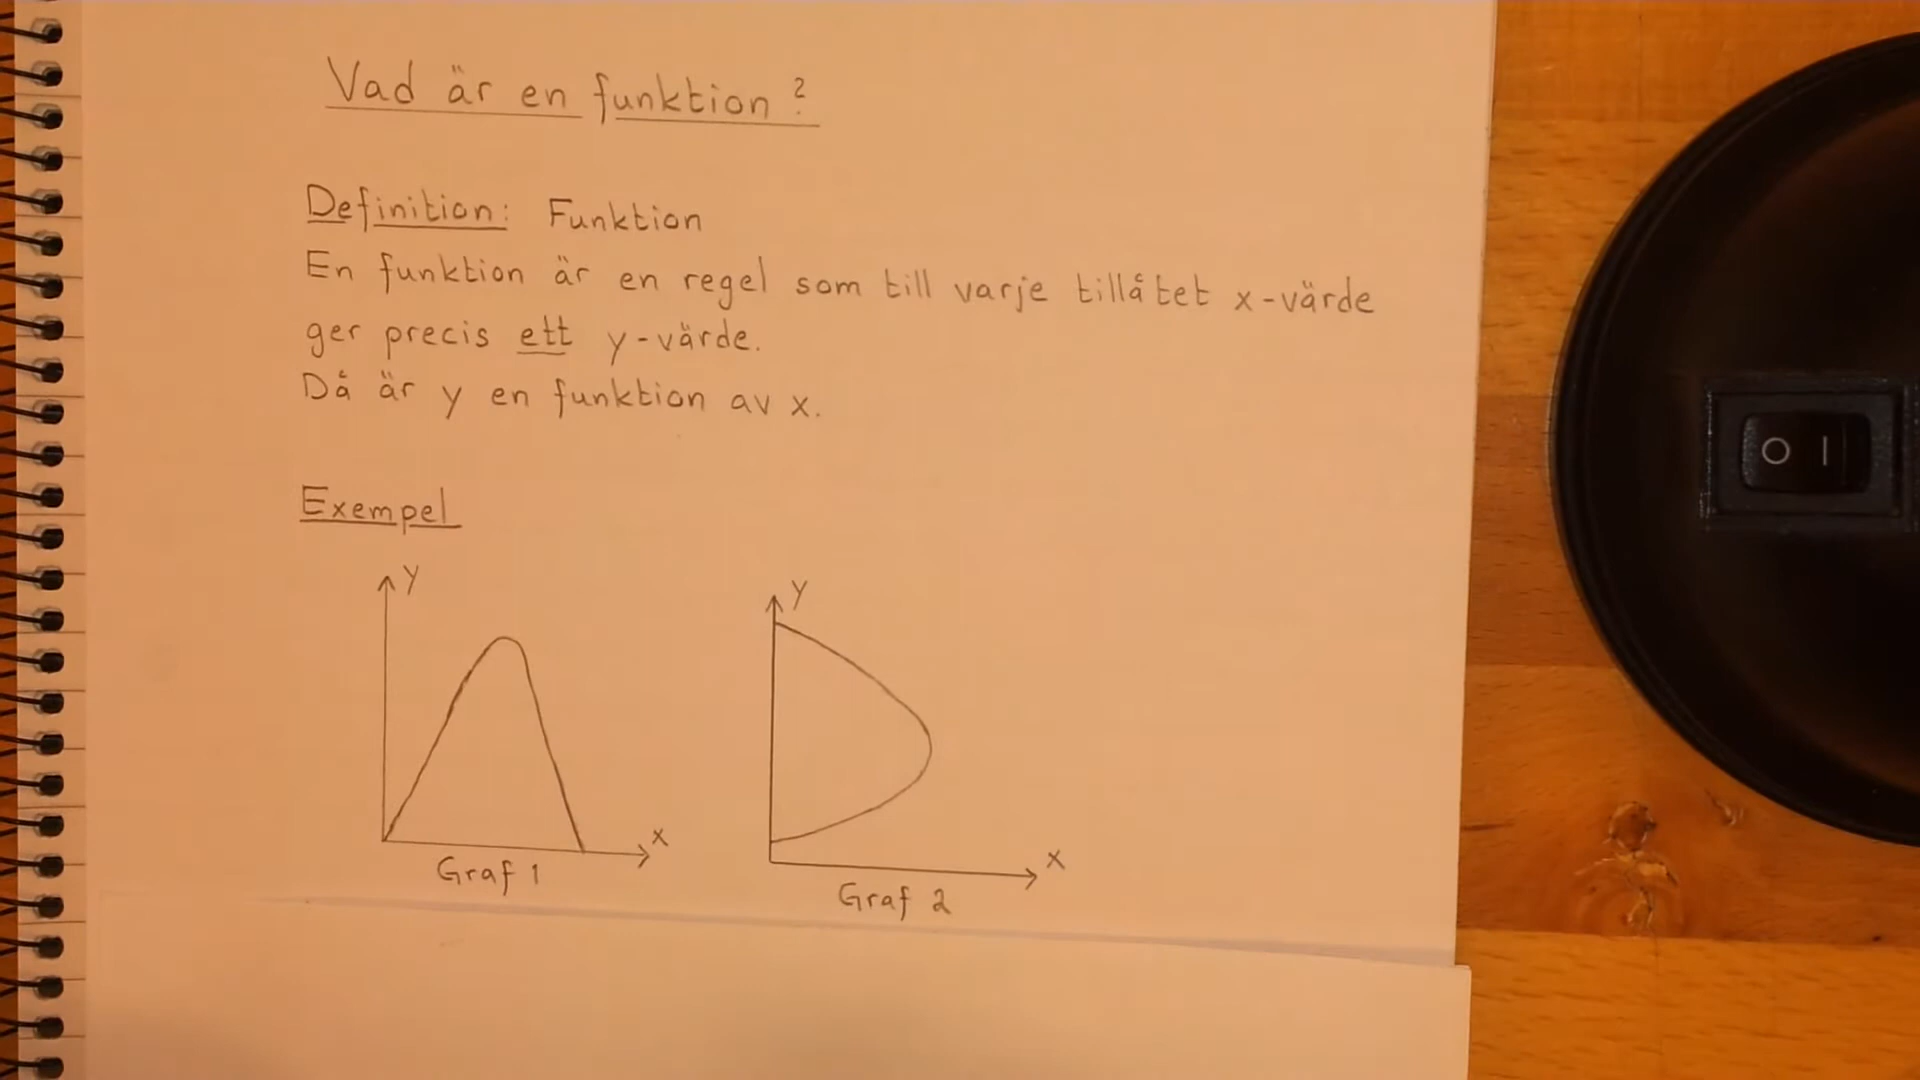 Vad är en funktion?
Definition: Funktion
En funktion är en regel som till varje tillåtet x-värde
ger precis ett y-värde.
Då är y en funktion av x.
Exempel
y
x
Graf 1
y
x
Graf 2
O I